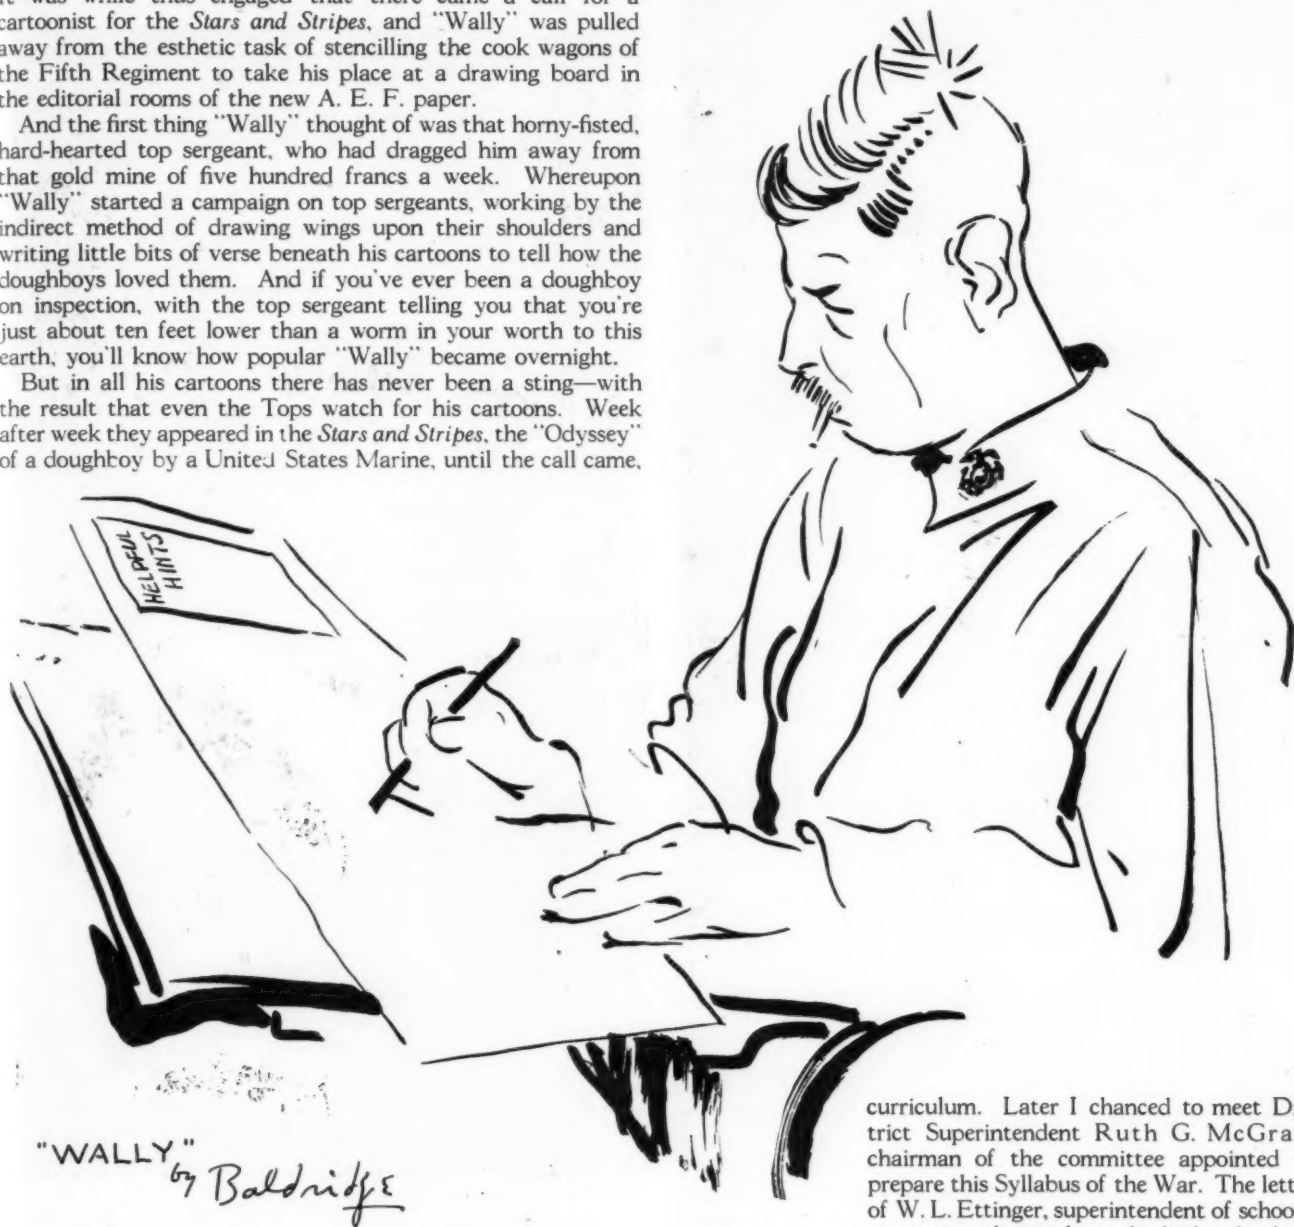 it was while thus engaged that there came a call for a
cartoonist for the Stars and Stripes, and "Wally" was pulled
away from the esthetic task of stencilling the cook wagons of
the Fifth Regiment to take his place at a drawing board in
the editorial rooms of the new A. E. F. paper.
And the first thing "Wally" thought of was that horny-fisted,
hard-hearted top sergeant, who had dragged him away from
that gold mine of five hundred francs a week. Whereupon
"Wally" started a campaign on top sergeants, working by the
indirect method of drawing wings upon their shoulders and
writing little bits of verse beneath his cartoons to tell how the
doughboys loved them. And if you've ever been a doughboy
on inspection, with the top sergeant telling you that you're
just about ten feet lower than a worm in your worth to this
earth, you'll know how popular "Wally" became overnight.
But in all his cartoons there has never been a sting—with
the result that even the Tops watch for his cartoons. Week
after week they appeared in the Stars and Stripes, the "Odyssey"
of a doughboy by a United States Marine, until the call came,
HELPFUL
HINTS
"WALLY"
by Baldridge
curriculum. Later I chanced to meet D
trict Superintendent Ruth G. McGra
chairman of the committee appointed
prepare this Syllabus of the War. The lett
of W. L. Ettinger, superintendent of schoo